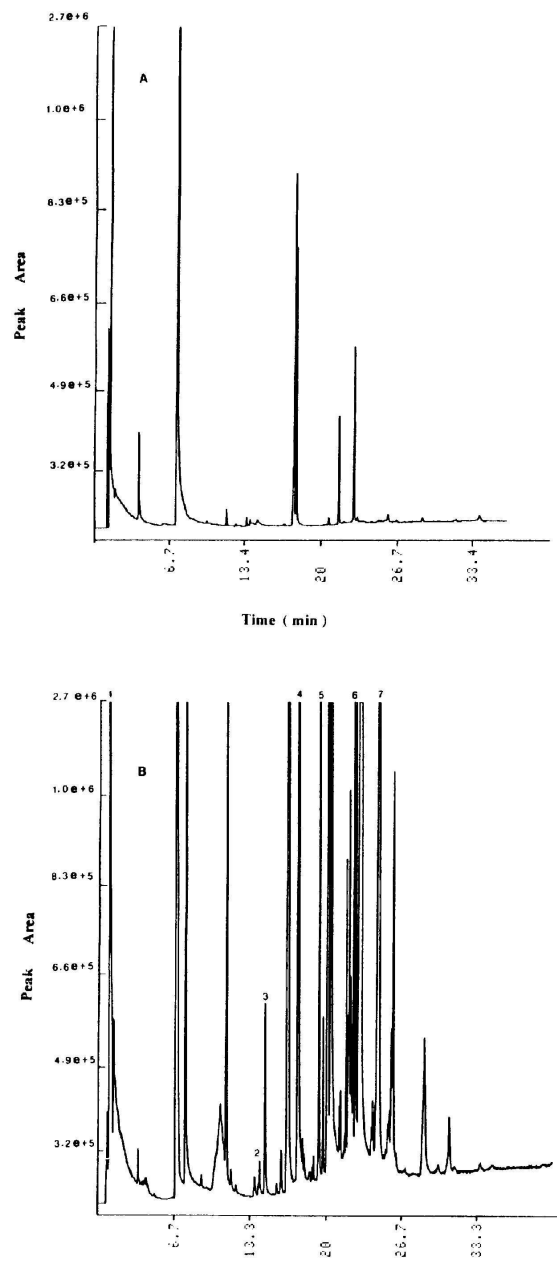 2.7e+6
A
1.0e+6
8.3e+5
6.6e+5
4.9e+5
3.2e+5
Peak Area
6.7
13.4
20
26.7
33.4
Time ( min )
2.7 e+6
1
4
5
6
7
B
1.0e+6
8.3e+5
6.6e+5
3
4.9e+5
2
3.2e+5
Peak Area
6.7
13.3
20
26.7
33.3